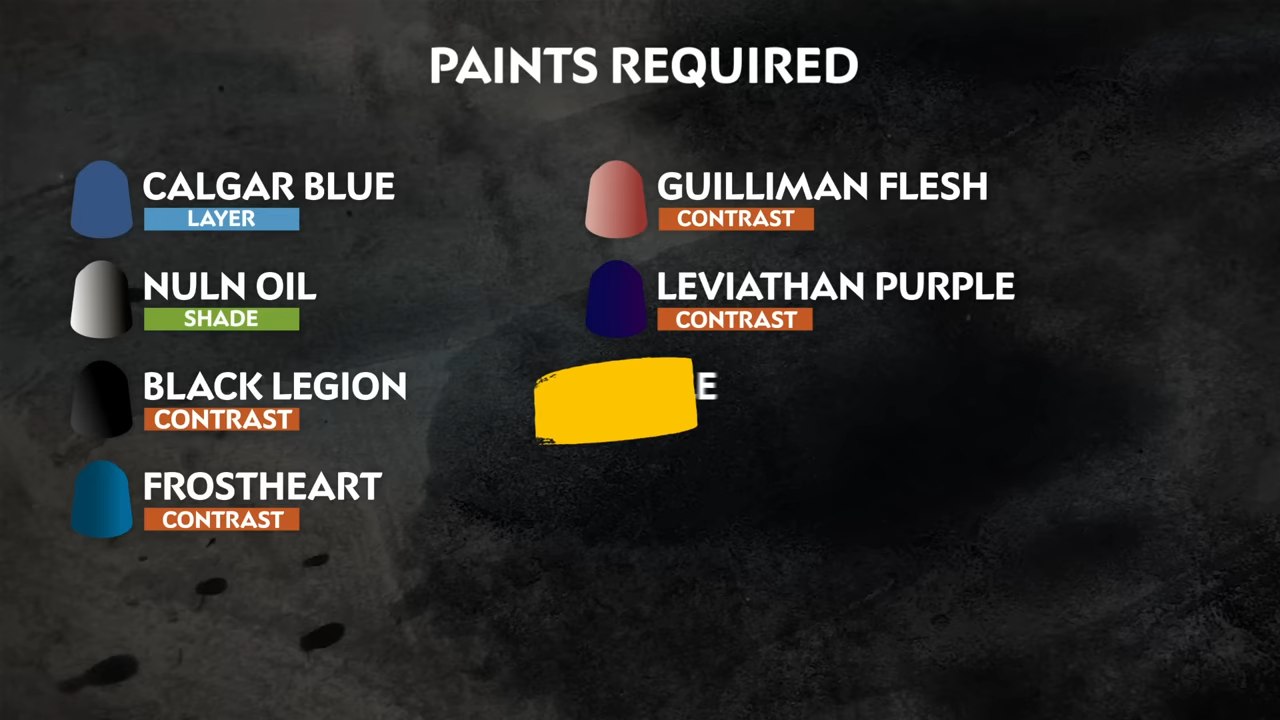 PAINTS REQUIRED
CALGAR BLUE
LAYER
NULN OIL
SHADE
BLACK LEGION
CONTRAST
FROSTHEART
CONTRAST
GUILLIMAN FLESH
CONTRAST
LEVIATHAN PURPLE
CONTRAST